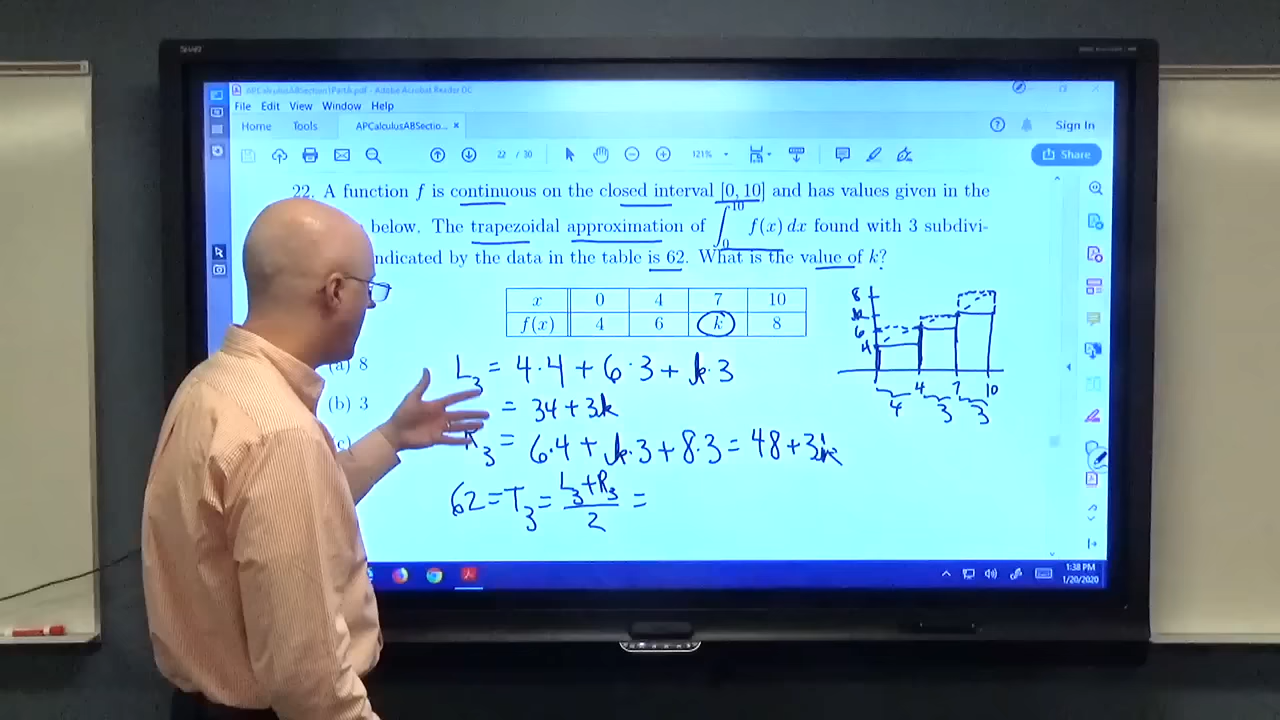 SMART
APCalculusABSection1PartA.pdf - Adobe Acrobat Reader DC
File Edit View Window Help
Home Tools APCalculusABSectio... × Sign In
22 / 30 121% Share
22. A function f is continuous on the closed interval [0, 10] and has values given in the
below. The trapezoidal approximation of ∫₀¹⁰ f(x) dx found with 3 subdivi-
ndicated by the data in the table is 62. What is the value of k?
x 0 4 7 10
f(x) 4 6 k 8
(a) 8
(b) 3
(c)
L₃ = 4·4 + 6·3 + k·3
= 34 + 3k
R₃ = 6·4 + k·3 + 8·3 = 48 + 3k
62 = T₃ = (L₃ + R₃)/2 =
8
k
6
4
4 7 10
4 3 3
1:38 PM
1/20/2020